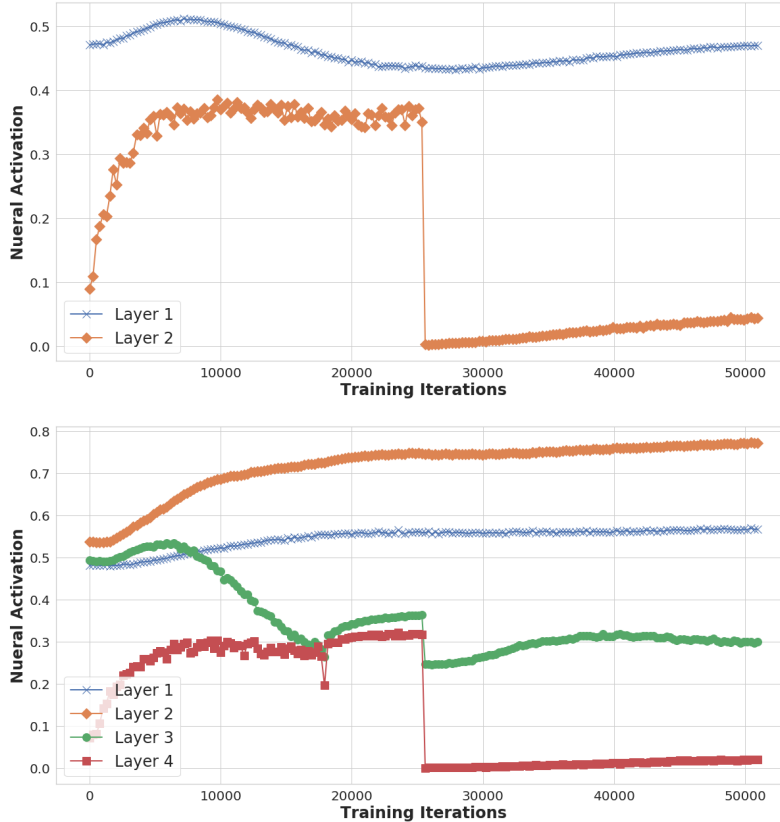 0.5
0.4
0.3
0.2
0.1
0.0
Nueral Activation
Layer 1
Layer 2
0 10000 20000 30000 40000 50000
Training Iterations
0.8
0.7
0.6
0.5
0.4
0.3
0.2
0.1
0.0
Nueral Activation
Layer 1
Layer 2
Layer 3
Layer 4
0 10000 20000 30000 40000 50000
Training Iterations